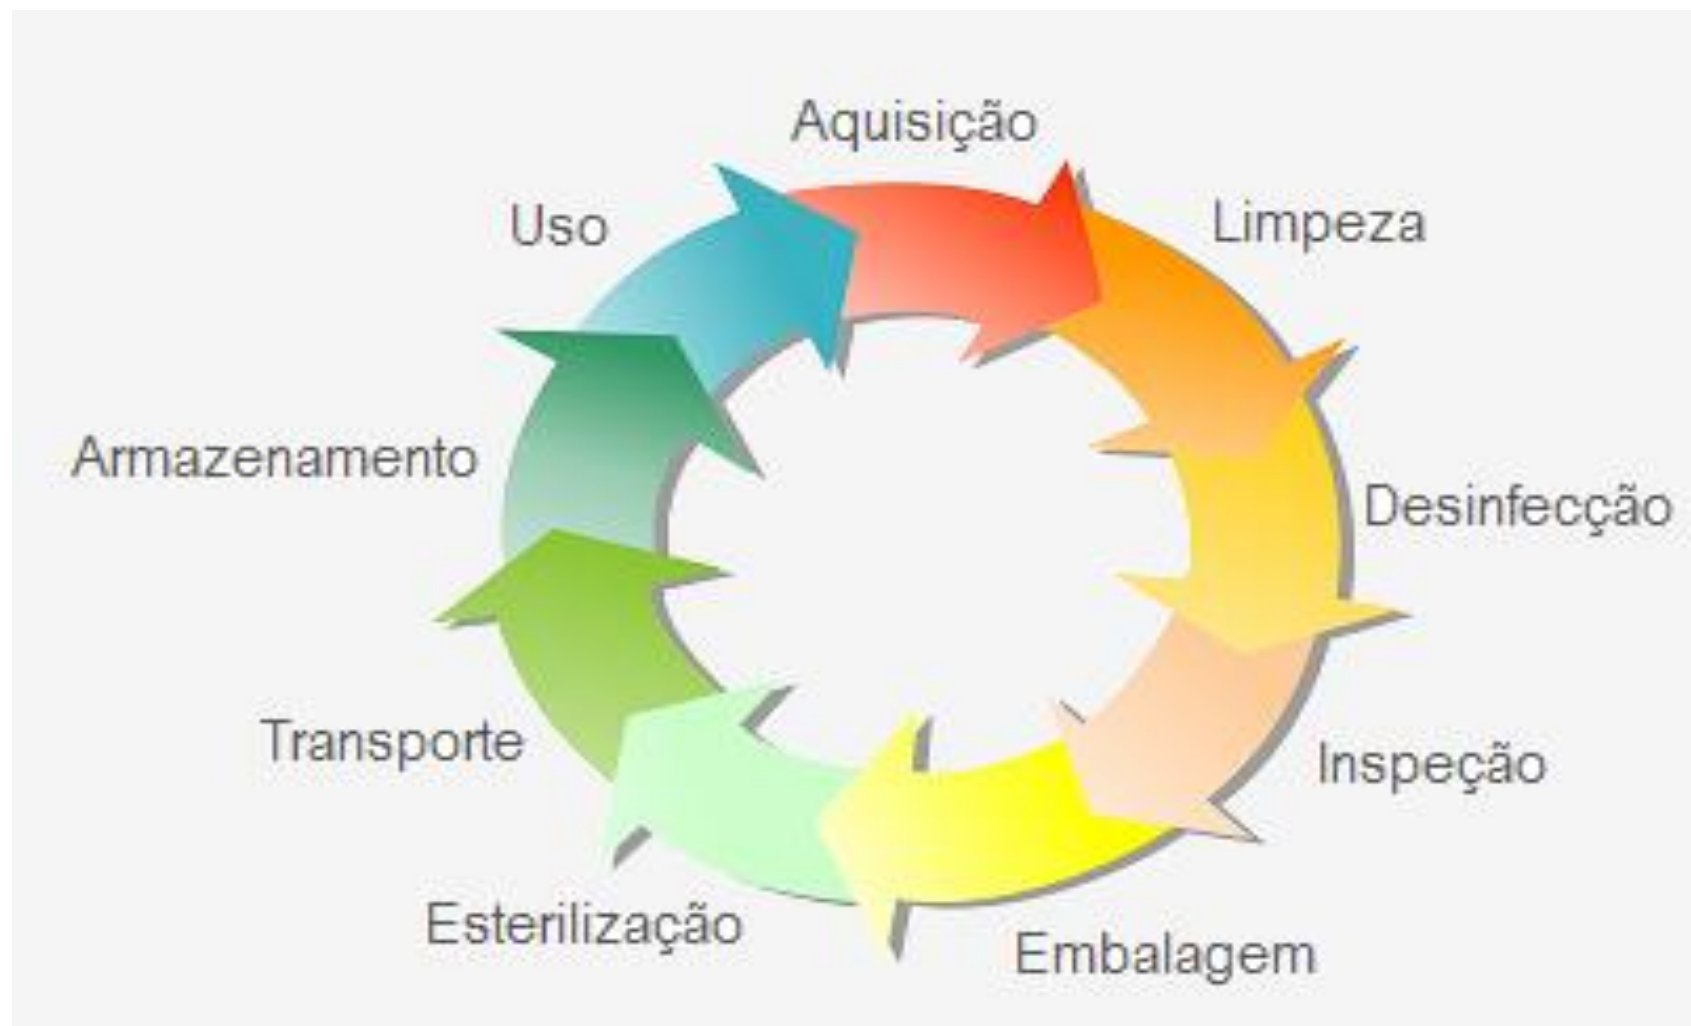 Aquisição
Limpeza
Desinfecção
Inspeção
Embalagem
Esterilização
Transporte
Armazenamento
Uso